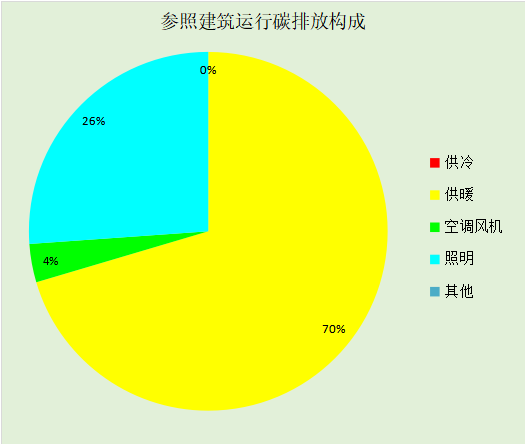 参照建筑运行碳排放构成
0%
26%
4%
70%
供冷
供暖
空调风机
照明
其他